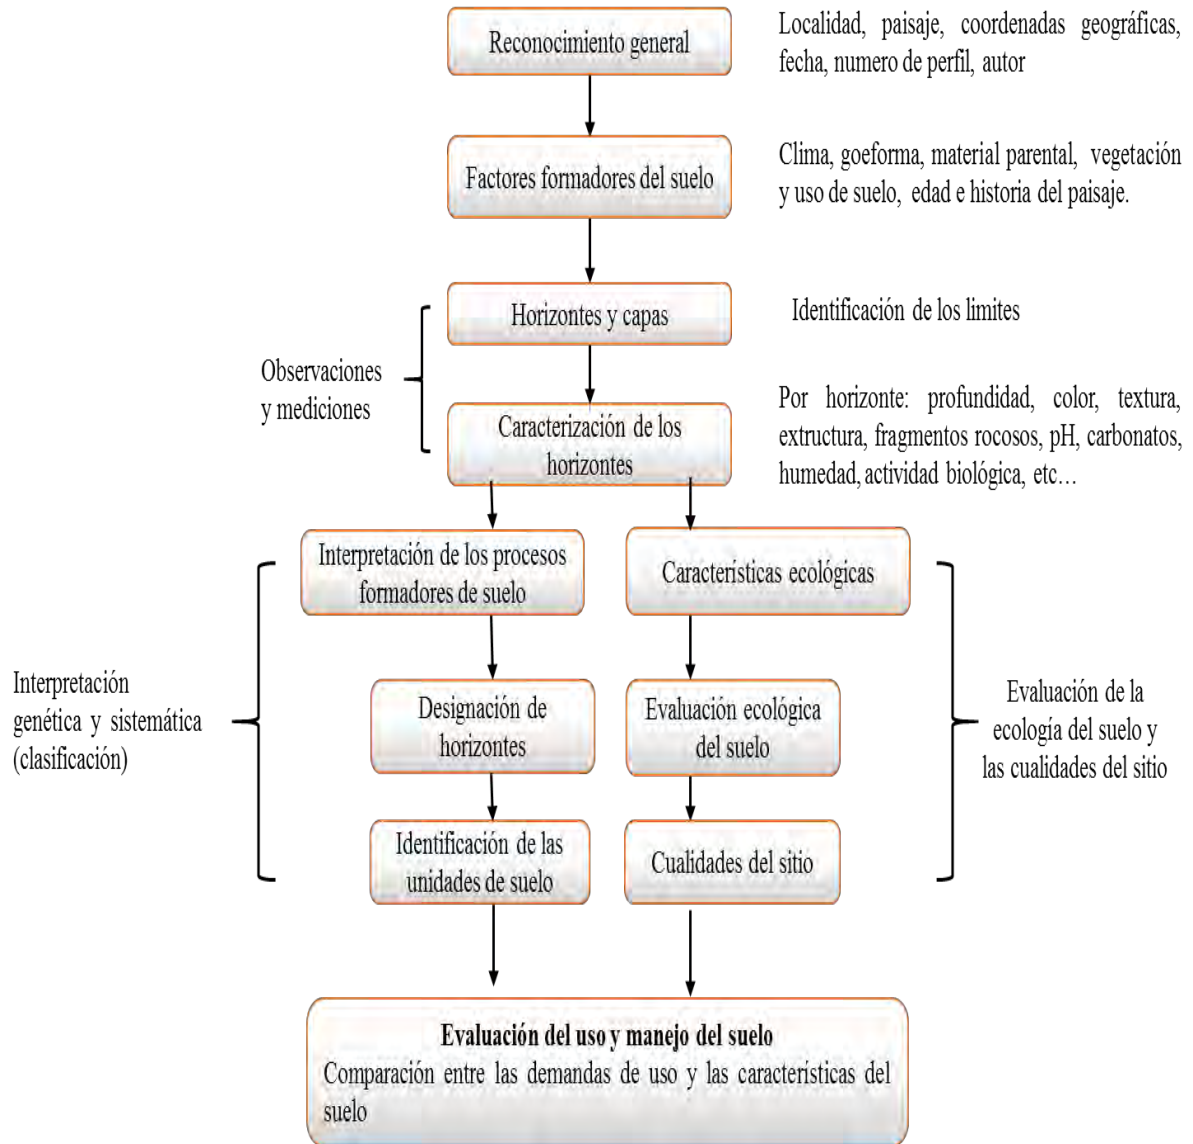 Reconocimiento general
Localidad, paisaje, coordenadas geográficas,
fecha, numero de perfil, autor
Factores formadores del suelo
Clima, goeforma, material parental, vegetación
y uso de suelo, edad e historia del paisaje.
Horizontes y capas
Identificación de los limites
Observaciones
y mediciones
Caracterización de los
horizontes
Por horizonte: profundidad, color, textura,
extructura, fragmentos rocosos, pH, carbonatos,
humedad, actividad biológica, etc…
Interpretación de los procesos
formadores de suelo
Características ecológicas
Interpretación
genética y sistemática
(clasificación)
Designación de
horizontes
Evaluación ecológica
del suelo
Evaluación de la
ecología del suelo y
las cualidades del sitio
Identificación de las
unidades de suelo
Cualidades del sitio
Evaluación del uso y manejo del suelo
Comparación entre las demandas de uso y las características del
suelo